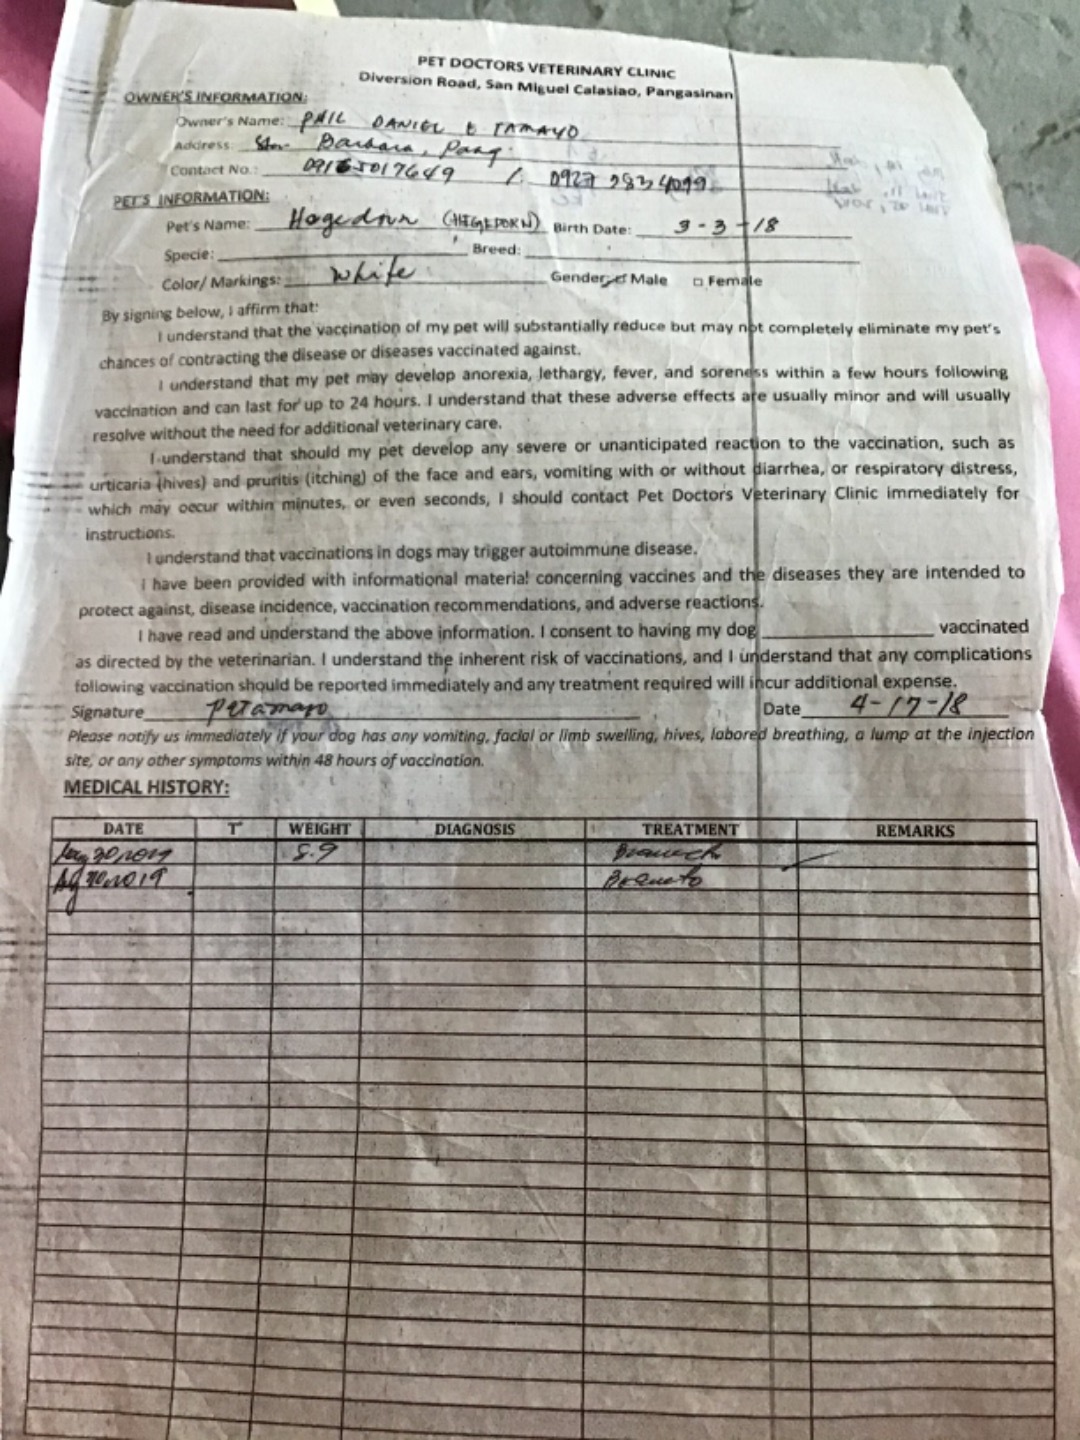 PET DOCTORS VETERINARY CLINIC
Diversion Road, San Miguel Calasiao, Pangasinan
OWNER'S INFORMATION:
Owner's Name: PHIL DANIEL E TAMAYO
Address: Sta. Barbara, Pang.
Contact No.: 09165017649 / 0927 2834099
PET'S INFORMATION:
Pet's Name: Hagedorn (HEGEDORN) Birth Date: 3-3-18
Specie: Breed:
Color/ Markings: White Gender: Male Female
By signing below, I affirm that:
I understand that the vaccination of my pet will substantially reduce but may not completely eliminate my pet's
chances of contracting the disease or diseases vaccinated against.
I understand that my pet may develop anorexia, lethargy, fever, and soreness within a few hours following
vaccination and can last for up to 24 hours. I understand that these adverse effects are usually minor and will usually
resolve without the need for additional veterinary care.
I understand that should my pet develop any severe or unanticipated reaction to the vaccination, such as
urticaria (hives) and pruritis (itching) of the face and ears, vomiting with or without diarrhea, or respiratory distress,
which may occur within minutes, or even seconds, I should contact Pet Doctors Veterinary Clinic immediately for
instructions.
I understand that vaccinations in dogs may trigger autoimmune disease.
I have been provided with informational material concerning vaccines and the diseases they are intended to
protect against, disease incidence, vaccination recommendations, and adverse reactions.
I have read and understand the above information. I consent to having my dog ____________ vaccinated
as directed by the veterinarian. I understand the inherent risk of vaccinations, and I understand that any complications
following vaccination should be reported immediately and any treatment required will incur additional expense.
Signature PETamayo Date 4-17-18
Please notify us immediately if your dog has any vomiting, facial or limb swelling, hives, labored breathing, a lump at the injection
site, or any other symptoms within 48 hours of vaccination.
MEDICAL HISTORY:
DATE T WEIGHT DIAGNOSIS TREATMENT REMARKS
2019 8.9
2019